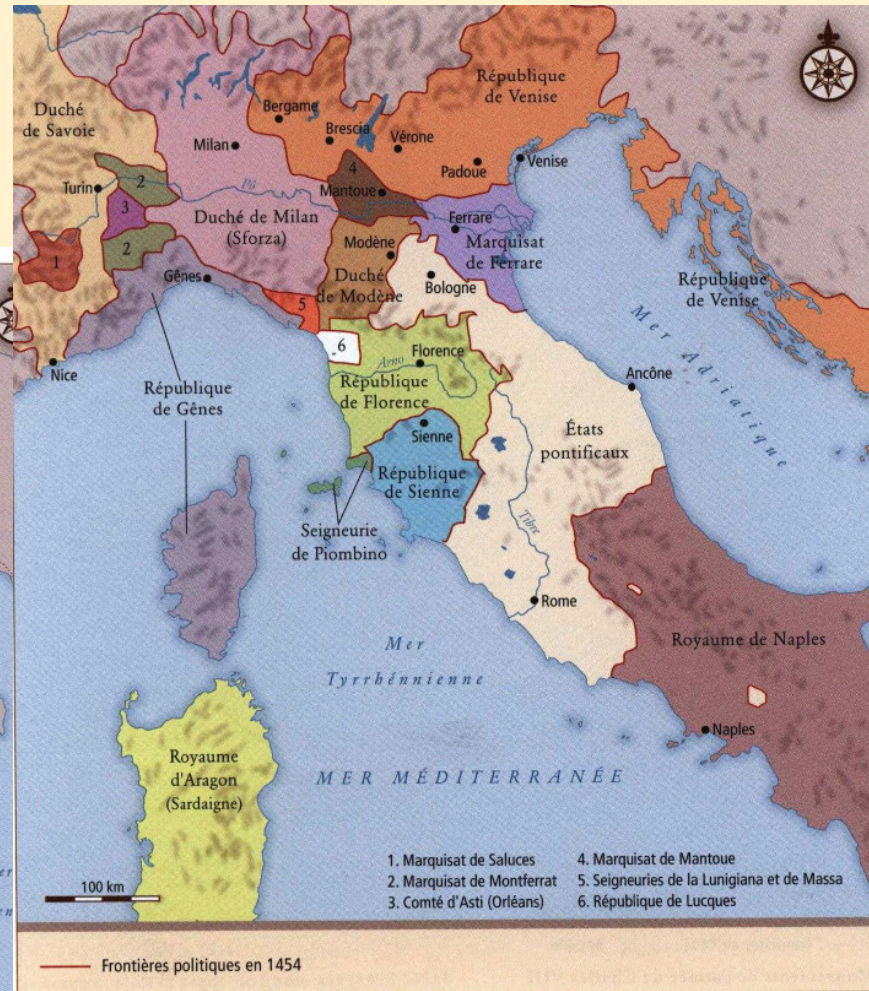 République
de Venise
Duché
de Savoie
Bergame
Brescia
Vérone
Milan
Padoue
Venise
Turin
2
4
Pô
Mantoue
3
Duché de Milan
(Sforza)
Ferrare
2
Modène
Marquisat
de Ferrare
1
Gênes
Duché
de Modène
Bologne
République
de Venise
5
6
Florence
Arno
Nice
République
de Gênes
République
de Florence
Mer Adriatique
Ancône
Sienne
États
pontificaux
République
de Sienne
Seigneurie
de Piombino
Tibre
Rome
Mer
Tyrrhénnienne
Royaume de Naples
Naples
Royaume
d'Aragon
(Sardaigne)
MER MÉDITERRANÉE
1. Marquisat de Saluces
2. Marquisat de Montferrat
3. Comté d'Asti (Orléans)
4. Marquisat de Mantoue
5. Seigneuries de la Lunigiana et de Massa
6. République de Lucques
100 km
Frontières politiques en 1454